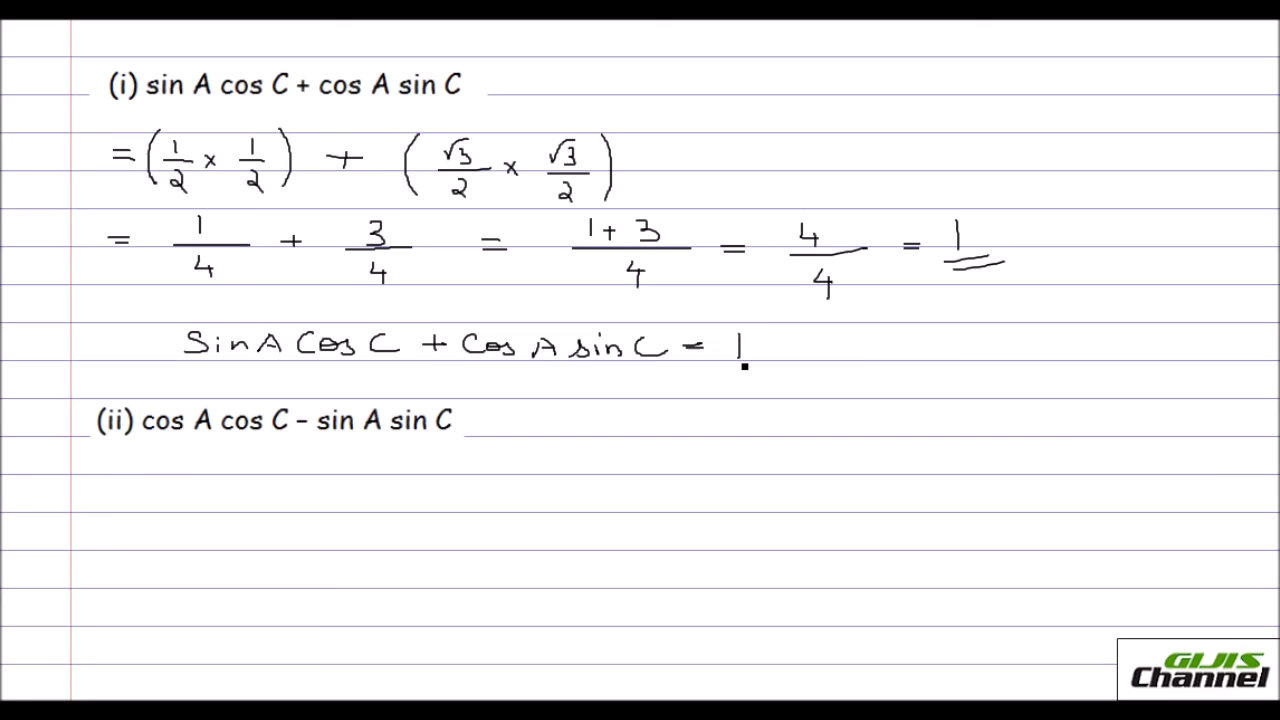 (i) sin A cos C + cos A sin C
= (1/2 × 1/2) + (√3/2 × √3/2)
= 1/4 + 3/4 = 1+3/4 = 4/4 = 1
Sin A Cos C + Cos A sin C = 1
(ii) cos A cos C – sin A sin C
GIJIS
Channel